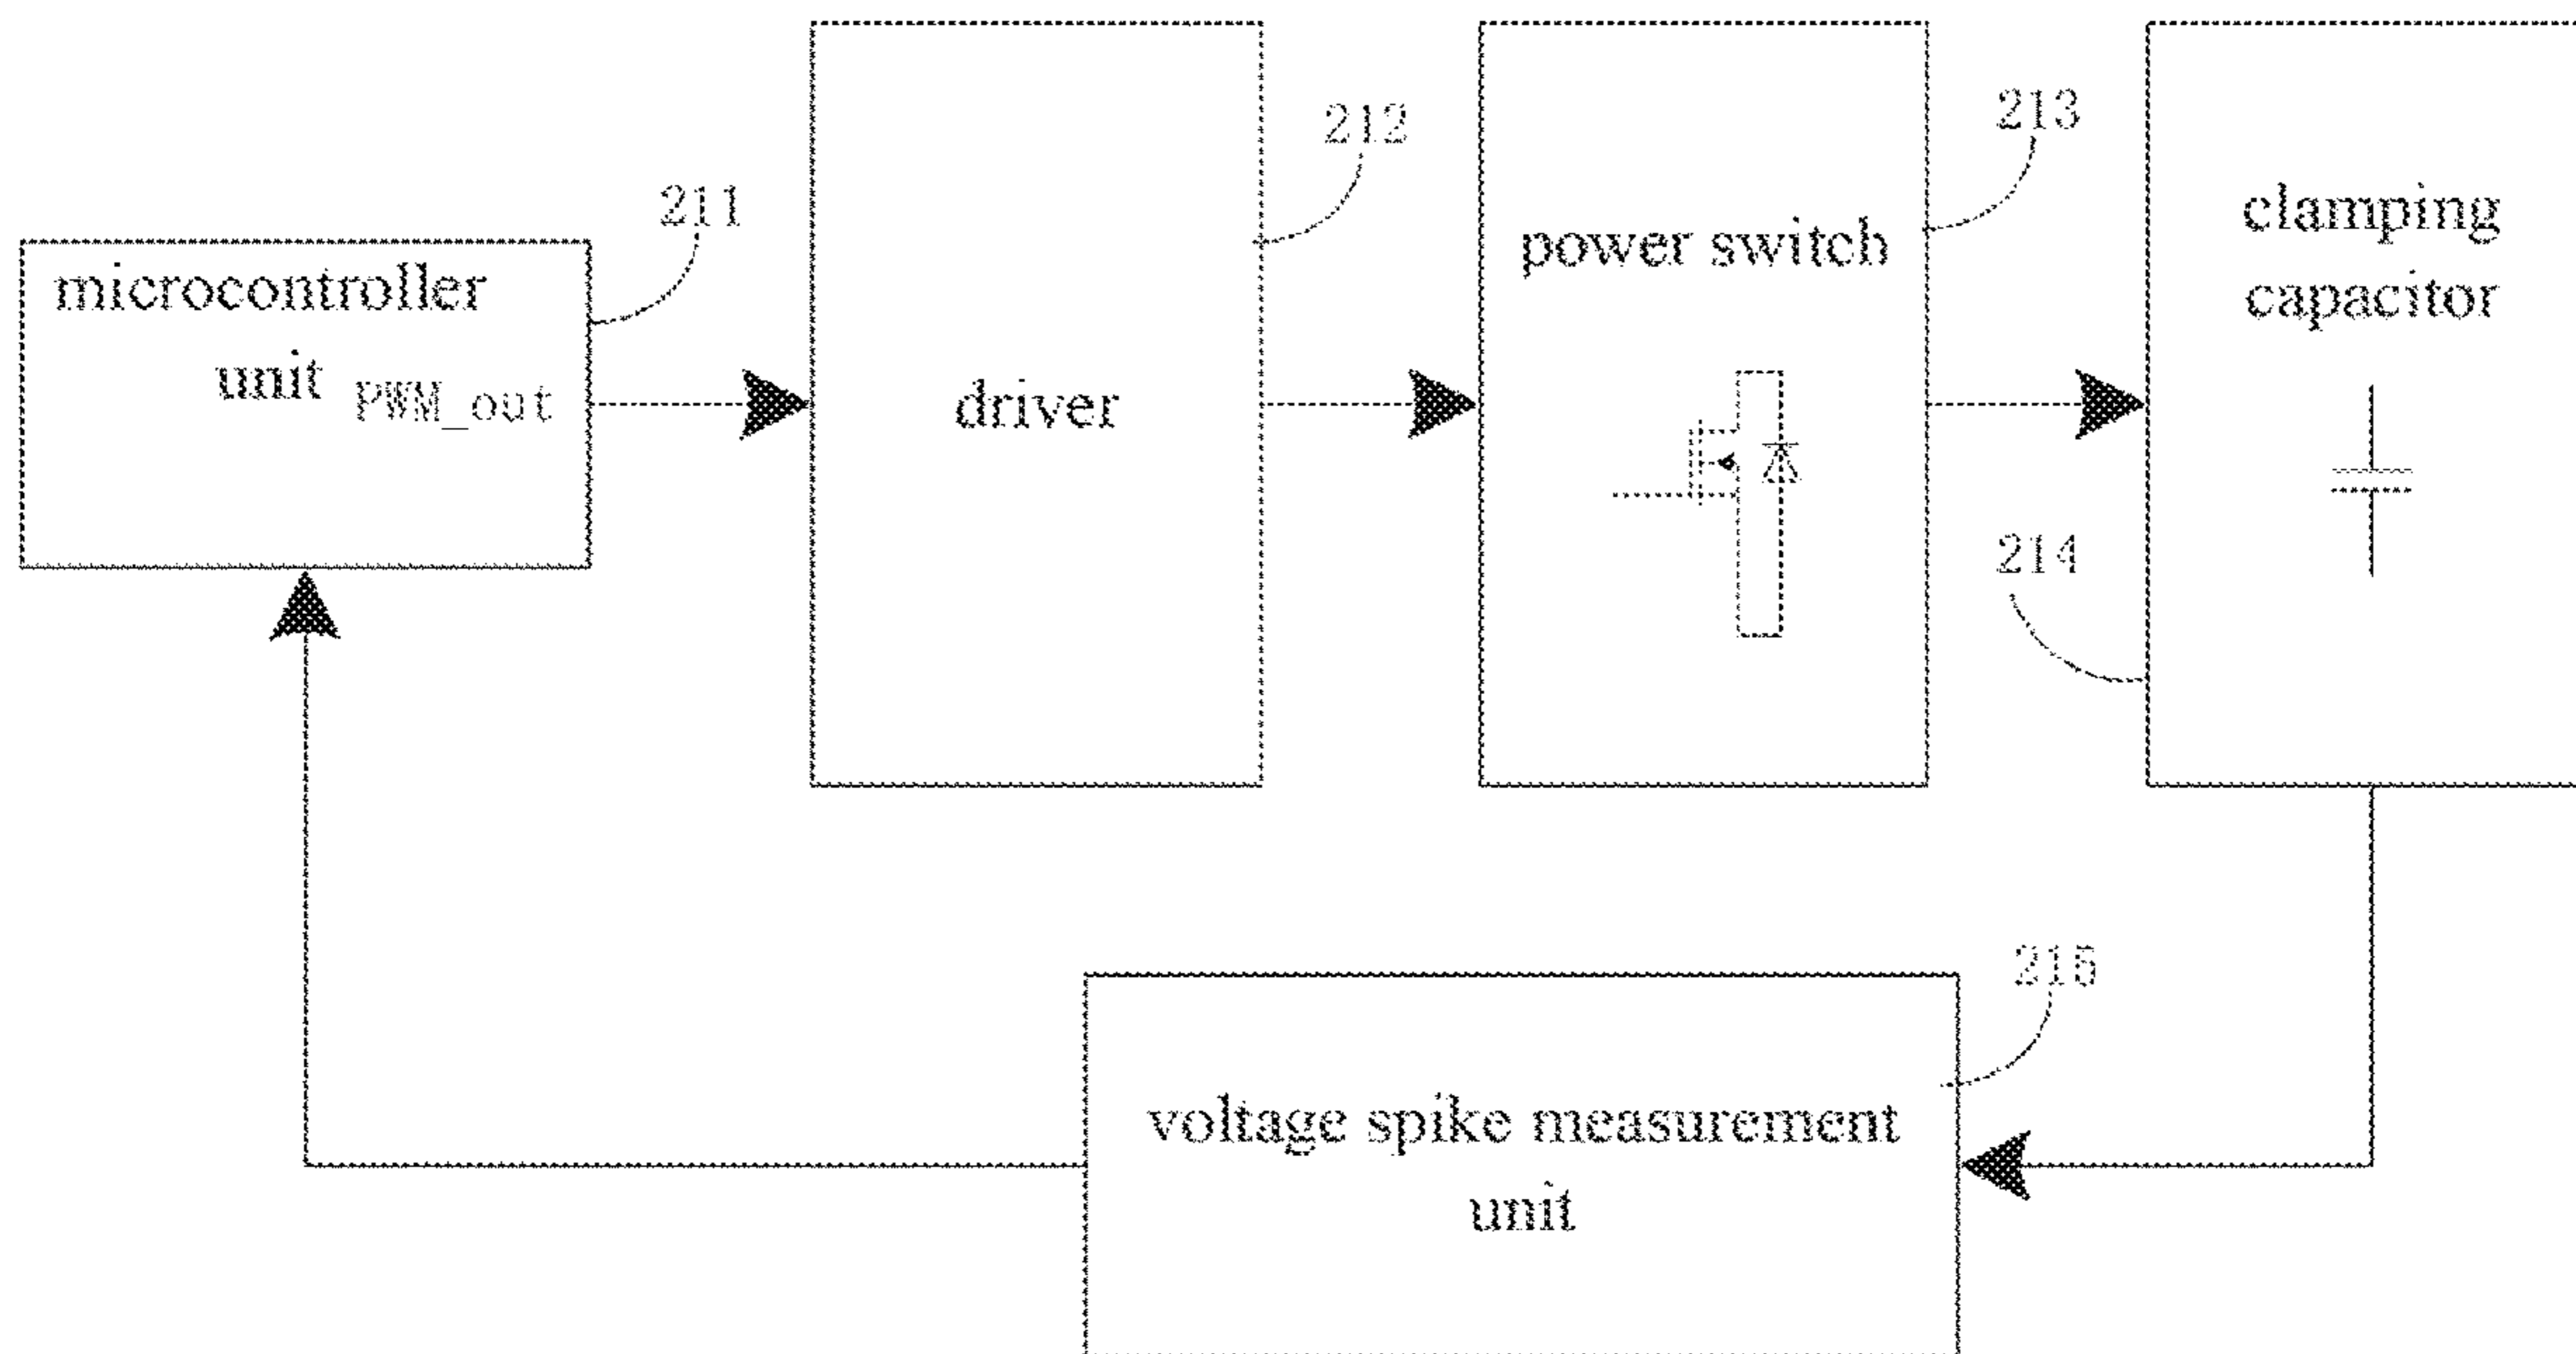 211
microcontroller
unit
PWM_out
212
driver
213
power switch
214
clamping
capacitor
215
voltage spike measurement
unit